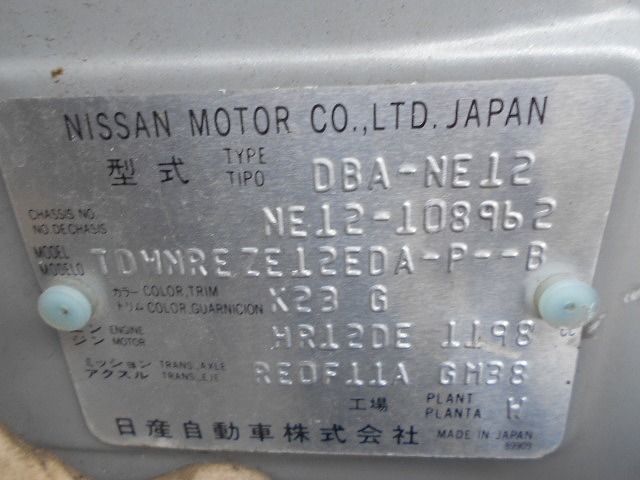 NISSAN MOTOR CO.,LTD. JAPAN
型式 TYPE TIPO DBA-NE12
CHASSIS NO. NO.DE CHASIS NE12-108962
MODEL MODELO TDMNREZE12EDA-P--B
カラー トリム COLOR,TRIM COLOR,GUARNICION K23 G
ジン ENGINE MOTOR HR12DE 1198 CC
ミッション アクスル TRANS.,AXLE TRANS.,EJE RE0F11A GM38
工場 PLANT PLANTA
日産自動車株式会社 MADE IN JAPAN
89909